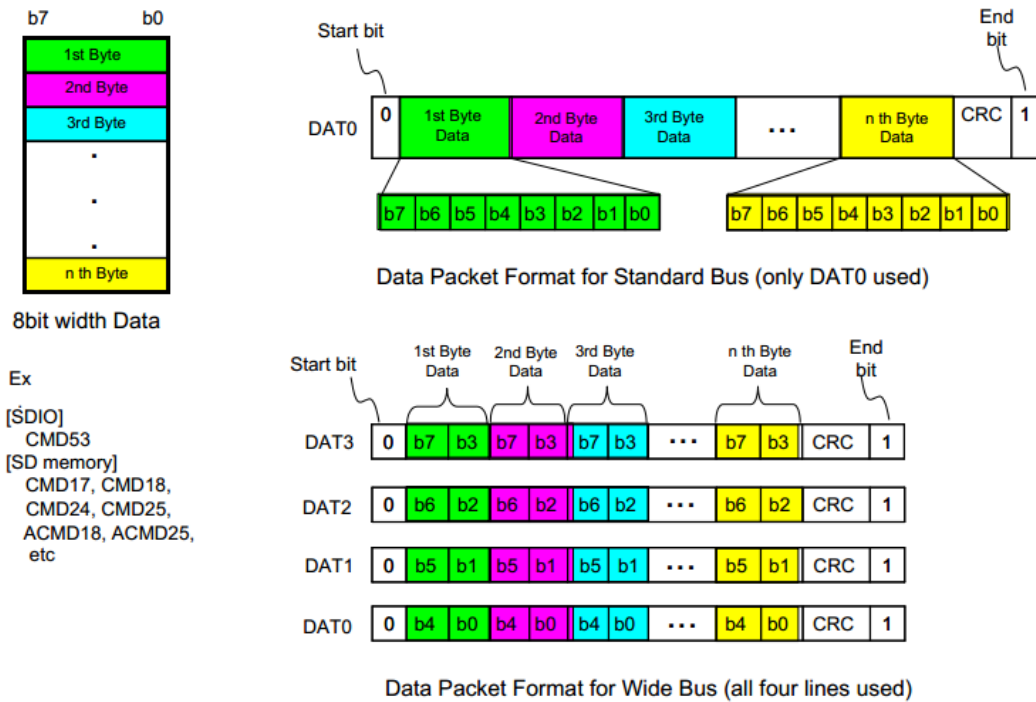 b7 b0
1st Byte
2nd Byte
3rd Byte
.
.
.
n th Byte
8bit width Data
Ex
[SDIO]
CMD53
[SD memory]
CMD17, CMD18,
CMD24, CMD25,
ACMD18, ACMD25,
etc
Start bit
End
bit
DAT0 0 1st Byte Data 2nd Byte Data 3rd Byte Data ... n th Byte Data CRC 1
b7 b6 b5 b4 b3 b2 b1 b0
b7 b6 b5 b4 b3 b2 b1 b0
Data Packet Format for Standard Bus (only DAT0 used)
Start bit
1st Byte Data
2nd Byte Data
3rd Byte Data
n th Byte Data
End
bit
DAT3 0 b7 b3 b7 b3 b7 b3 ... b7 b3 CRC 1
DAT2 0 b6 b2 b6 b2 b6 b2 ... b6 b2 CRC 1
DAT1 0 b5 b1 b5 b1 b5 b1 ... b5 b1 CRC 1
DAT0 0 b4 b0 b4 b0 b4 b0 ... b4 b0 CRC 1
Data Packet Format for Wide Bus (all four lines used)